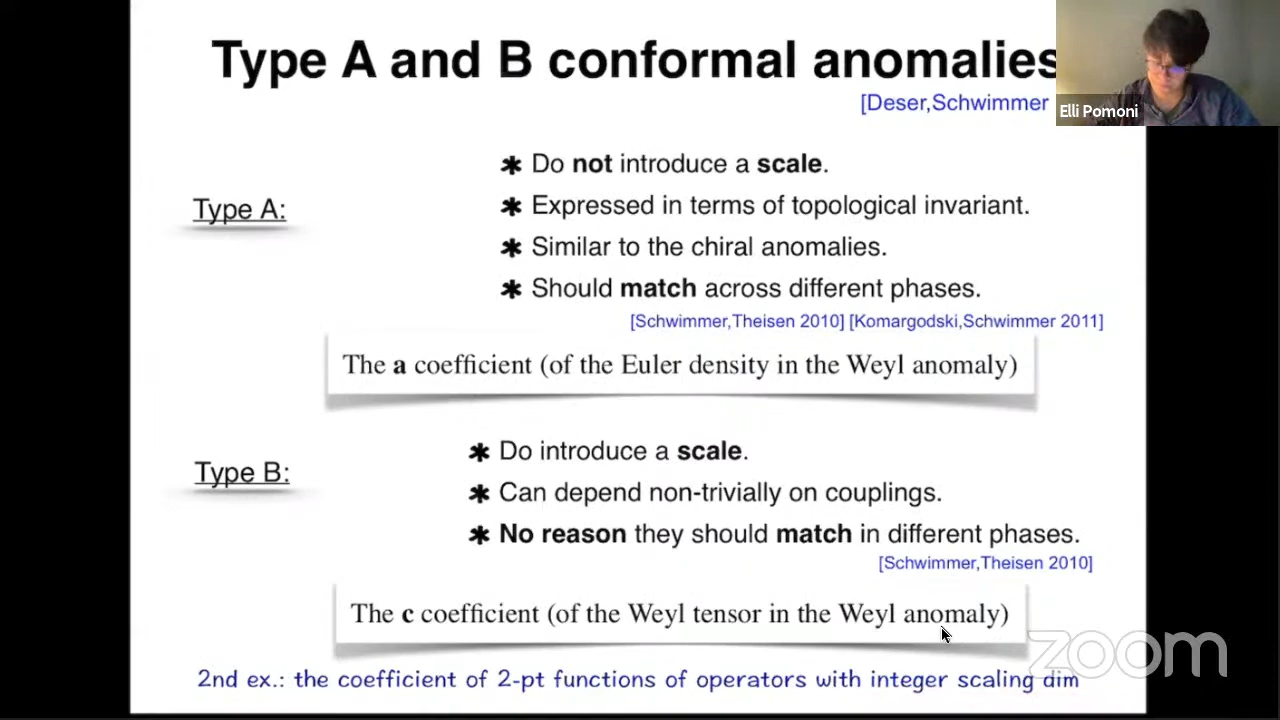 Type A and B conformal anomalies
[Deser,Schwimmer
Elli Pomoni
Type A:
✱ Do not introduce a scale.
✱ Expressed in terms of topological invariant.
✱ Similar to the chiral anomalies.
✱ Should match across different phases.
[Schwimmer,Theisen 2010] [Komargodski,Schwimmer 2011]
The a coefficient (of the Euler density in the Weyl anomaly)
Type B:
✱ Do introduce a scale.
✱ Can depend non-trivially on couplings.
✱ No reason they should match in different phases.
[Schwimmer,Theisen 2010]
The c coefficient (of the Weyl tensor in the Weyl anomaly)
zoom
2nd ex.: the coefficient of 2-pt functions of operators with integer scaling dim